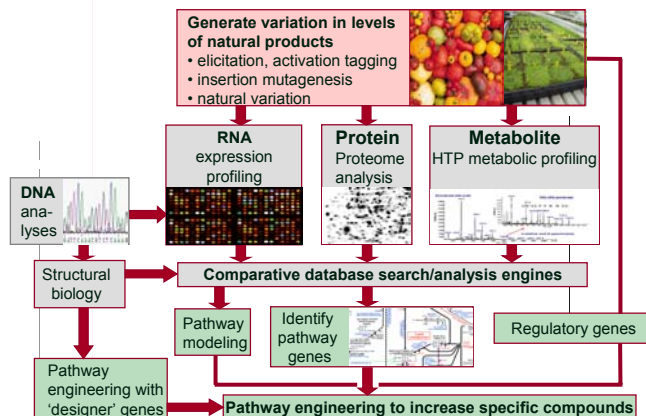 Generate variation in levels
of natural products
• elicitation, activation tagging
• insertion mutagenesis
• natural variation
RNA
expression
profiling
Protein
Proteome
analysis
Metabolite
HTP metabolic profiling
DNA
ana-
lyses
Structural
biology
Comparative database search/analysis engines
Pathway
modeling
Identify
pathway
genes
Regulatory genes
Pathway
engineering with
'designer' genes
Pathway engineering to increase specific compounds